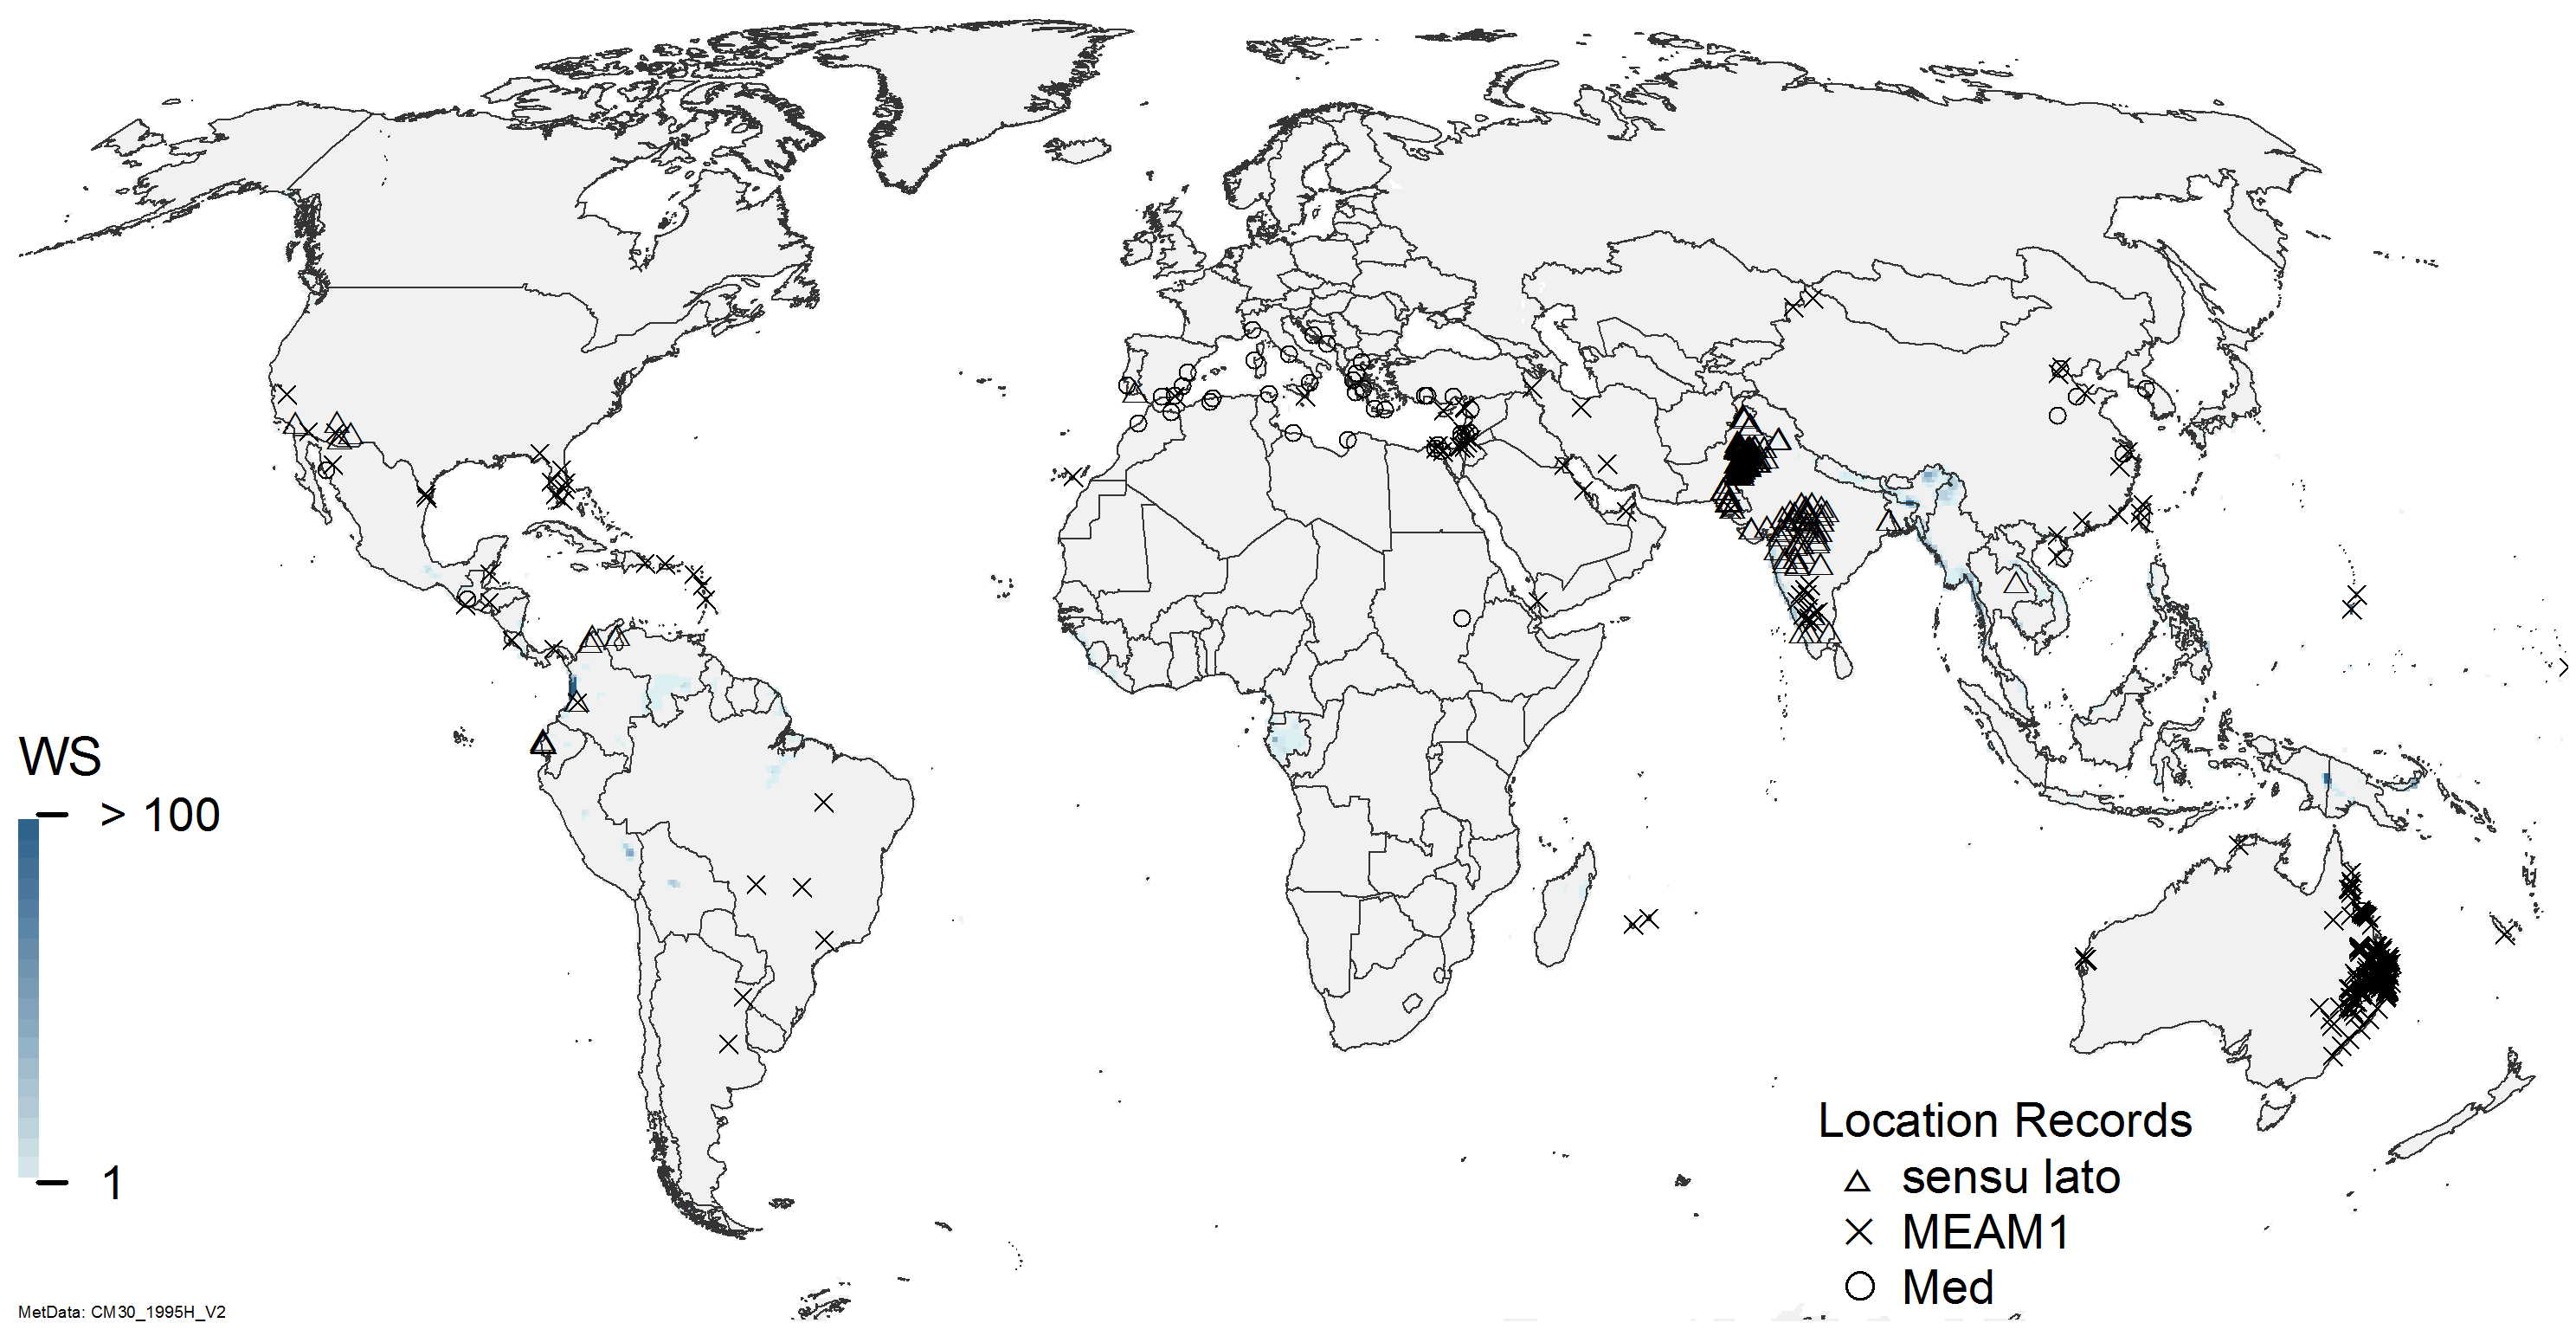 WS
> 100
1
Location Records
sensu lato
MEAM1
Med
MetData: CM30_1995H_V2